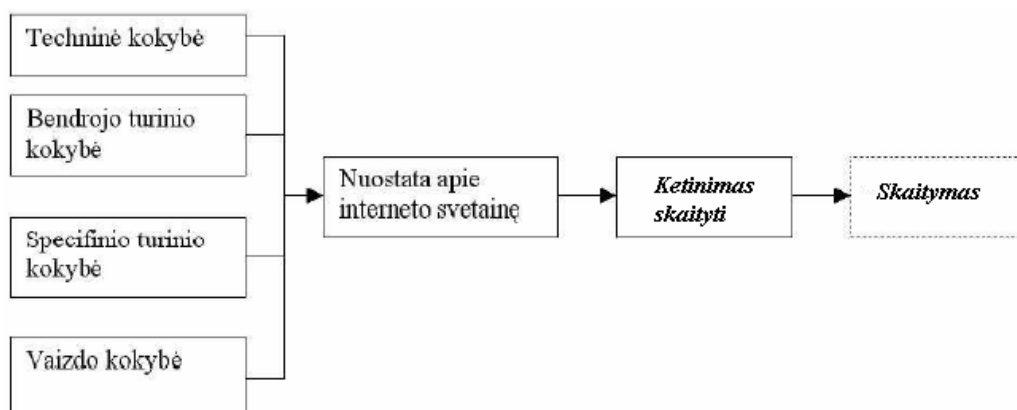 Techninė kokybė
Bendrojo turinio
kokybė
Specifinio turinio
kokybė
Vaizdo kokybė
Nuostata apie
interneto svetainę
Ketinimas
skaityti
Skaitymas